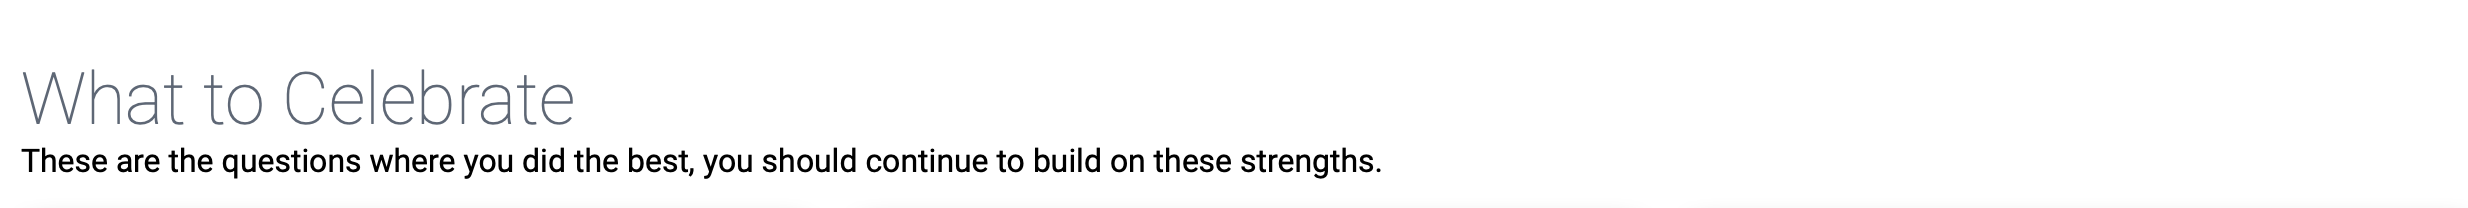 What to Celebrate
These are the questions where you did the best, you should continue to build on these strengths.